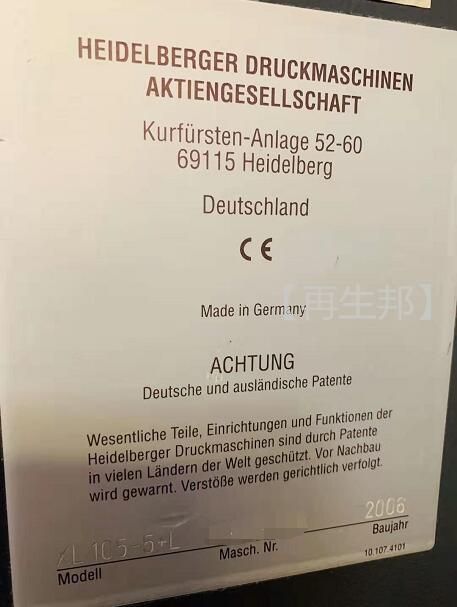 HEIDELBERGER DRUCKMASCHINEN
AKTIENGESELLSCHAFT
Kurfürsten-Anlage 52-60
69115 Heidelberg
Deutschland
CE
Made in Germany
【再生邦】
ACHTUNG
Deutsche und ausländische Patente
Wesentliche Teile, Einrichtungen und Funktionen der
Heidelberger Druckmaschinen sind durch Patente
in vielen Ländern der Welt geschützt. Vor Nachbau
wird gewarnt. Verstöße werden gerichtlich verfolgt.
XL 105-5+L 2006
Modell Masch. Nr. Baujahr
10.107.4101